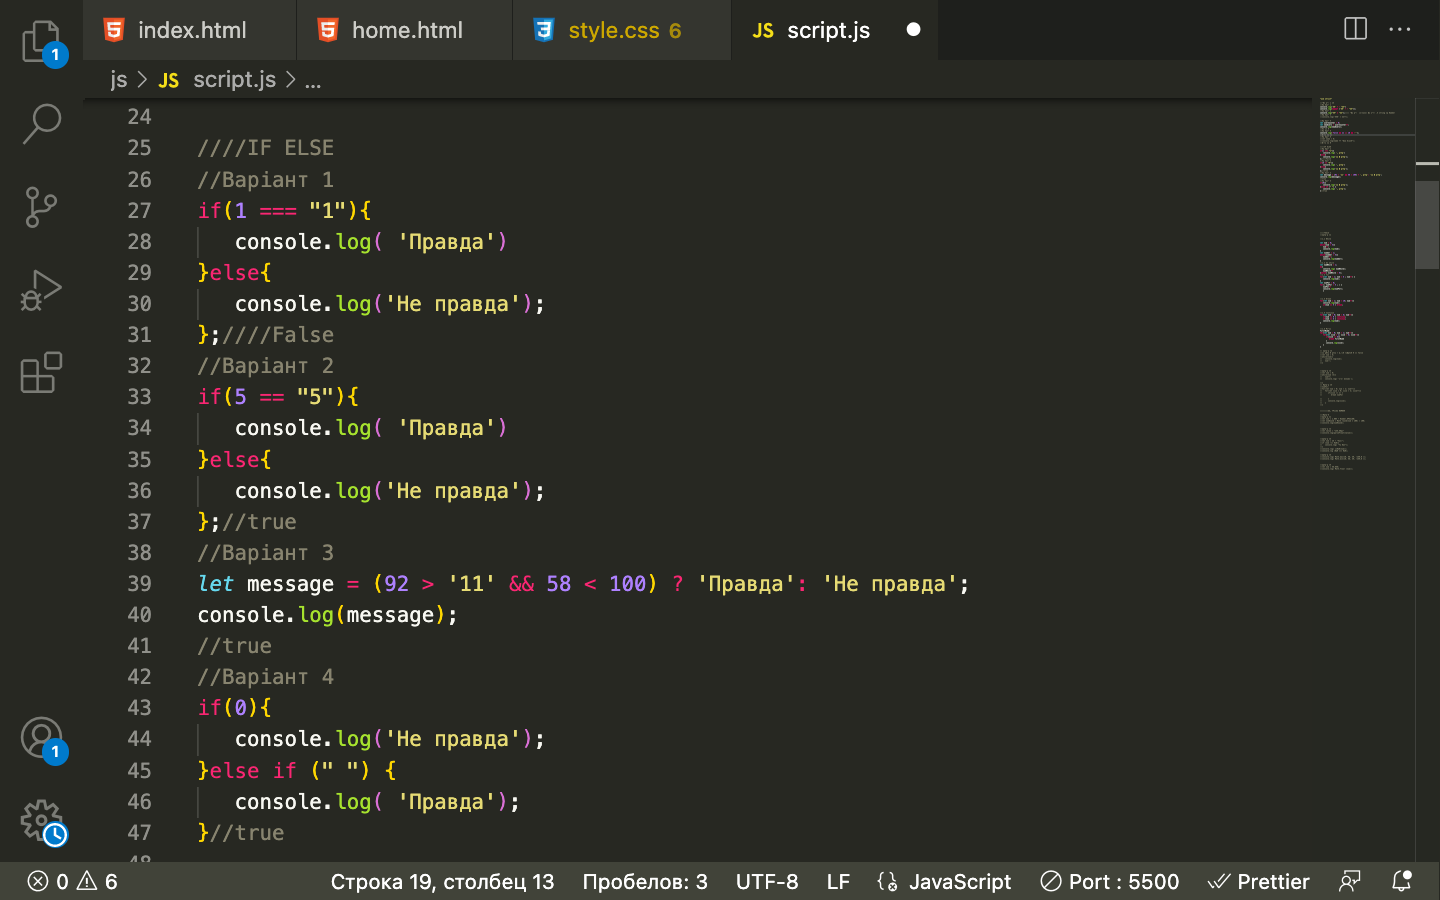 index.html
home.html
style.css 6
JS script.js
js > JS script.js > ...
24
25 ////IF ELSE
26 //Варіант 1
27 if(1 === "1"){
28 console.log( 'Правда')
29 }else{
30 console.log('Не правда');
31 };////False
32 //Варіант 2
33 if(5 == "5"){
34 console.log( 'Правда')
35 }else{
36 console.log('Не правда');
37 };//true
38 //Варіант 3
39 let message = (92 > '11' && 58 < 100) ? 'Правда': 'Не правда';
40 console.log(message);
41 //true
42 //Варіант 4
43 if(0){
44 console.log('Не правда');
45 }else if (" ") {
46 console.log( 'Правда');
47 }//true
48
1
1
0 6 Строка 19, столбец 13 Пробелов: 3 UTF-8 LF JavaScript Port : 5500 Prettier